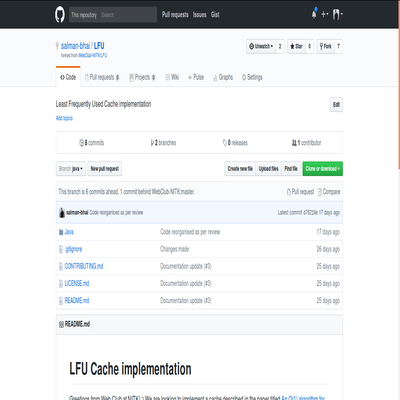 This repository Search Pull requests Issues Gist
salman-bhai / LFU
forked from WebClub-NITK/LFU
Unwatch 2 Star 0 Fork 7
Code Pull requests 0 Projects 0 Wiki Pulse Graphs Settings
Least Frequently Used Cache implementation Edit
Add topics
6 commits 2 branches 0 releases 1 contributor
Branch: java New pull request Create new file Upload files Find file Clone or download
This branch is 6 commits ahead, 1 commit behind WebClub-NITK:master. Pull request Compare
salman-bhai Code reorganised as per review Latest commit 17 days ago
Java Code reorganised as per review 17 days ago
.gitignore Changes made 26 days ago
CONTRIBUTING.md Documentation update (#3) 25 days ago
LICENSE.md Documentation update (#3) 25 days ago
README.md Documentation update (#3) 25 days ago
README.md
LFU Cache implementation
Greetings from Web Club at NITK! :) We are looking to implement a cache described in the paper titled An O(1) algorithm for